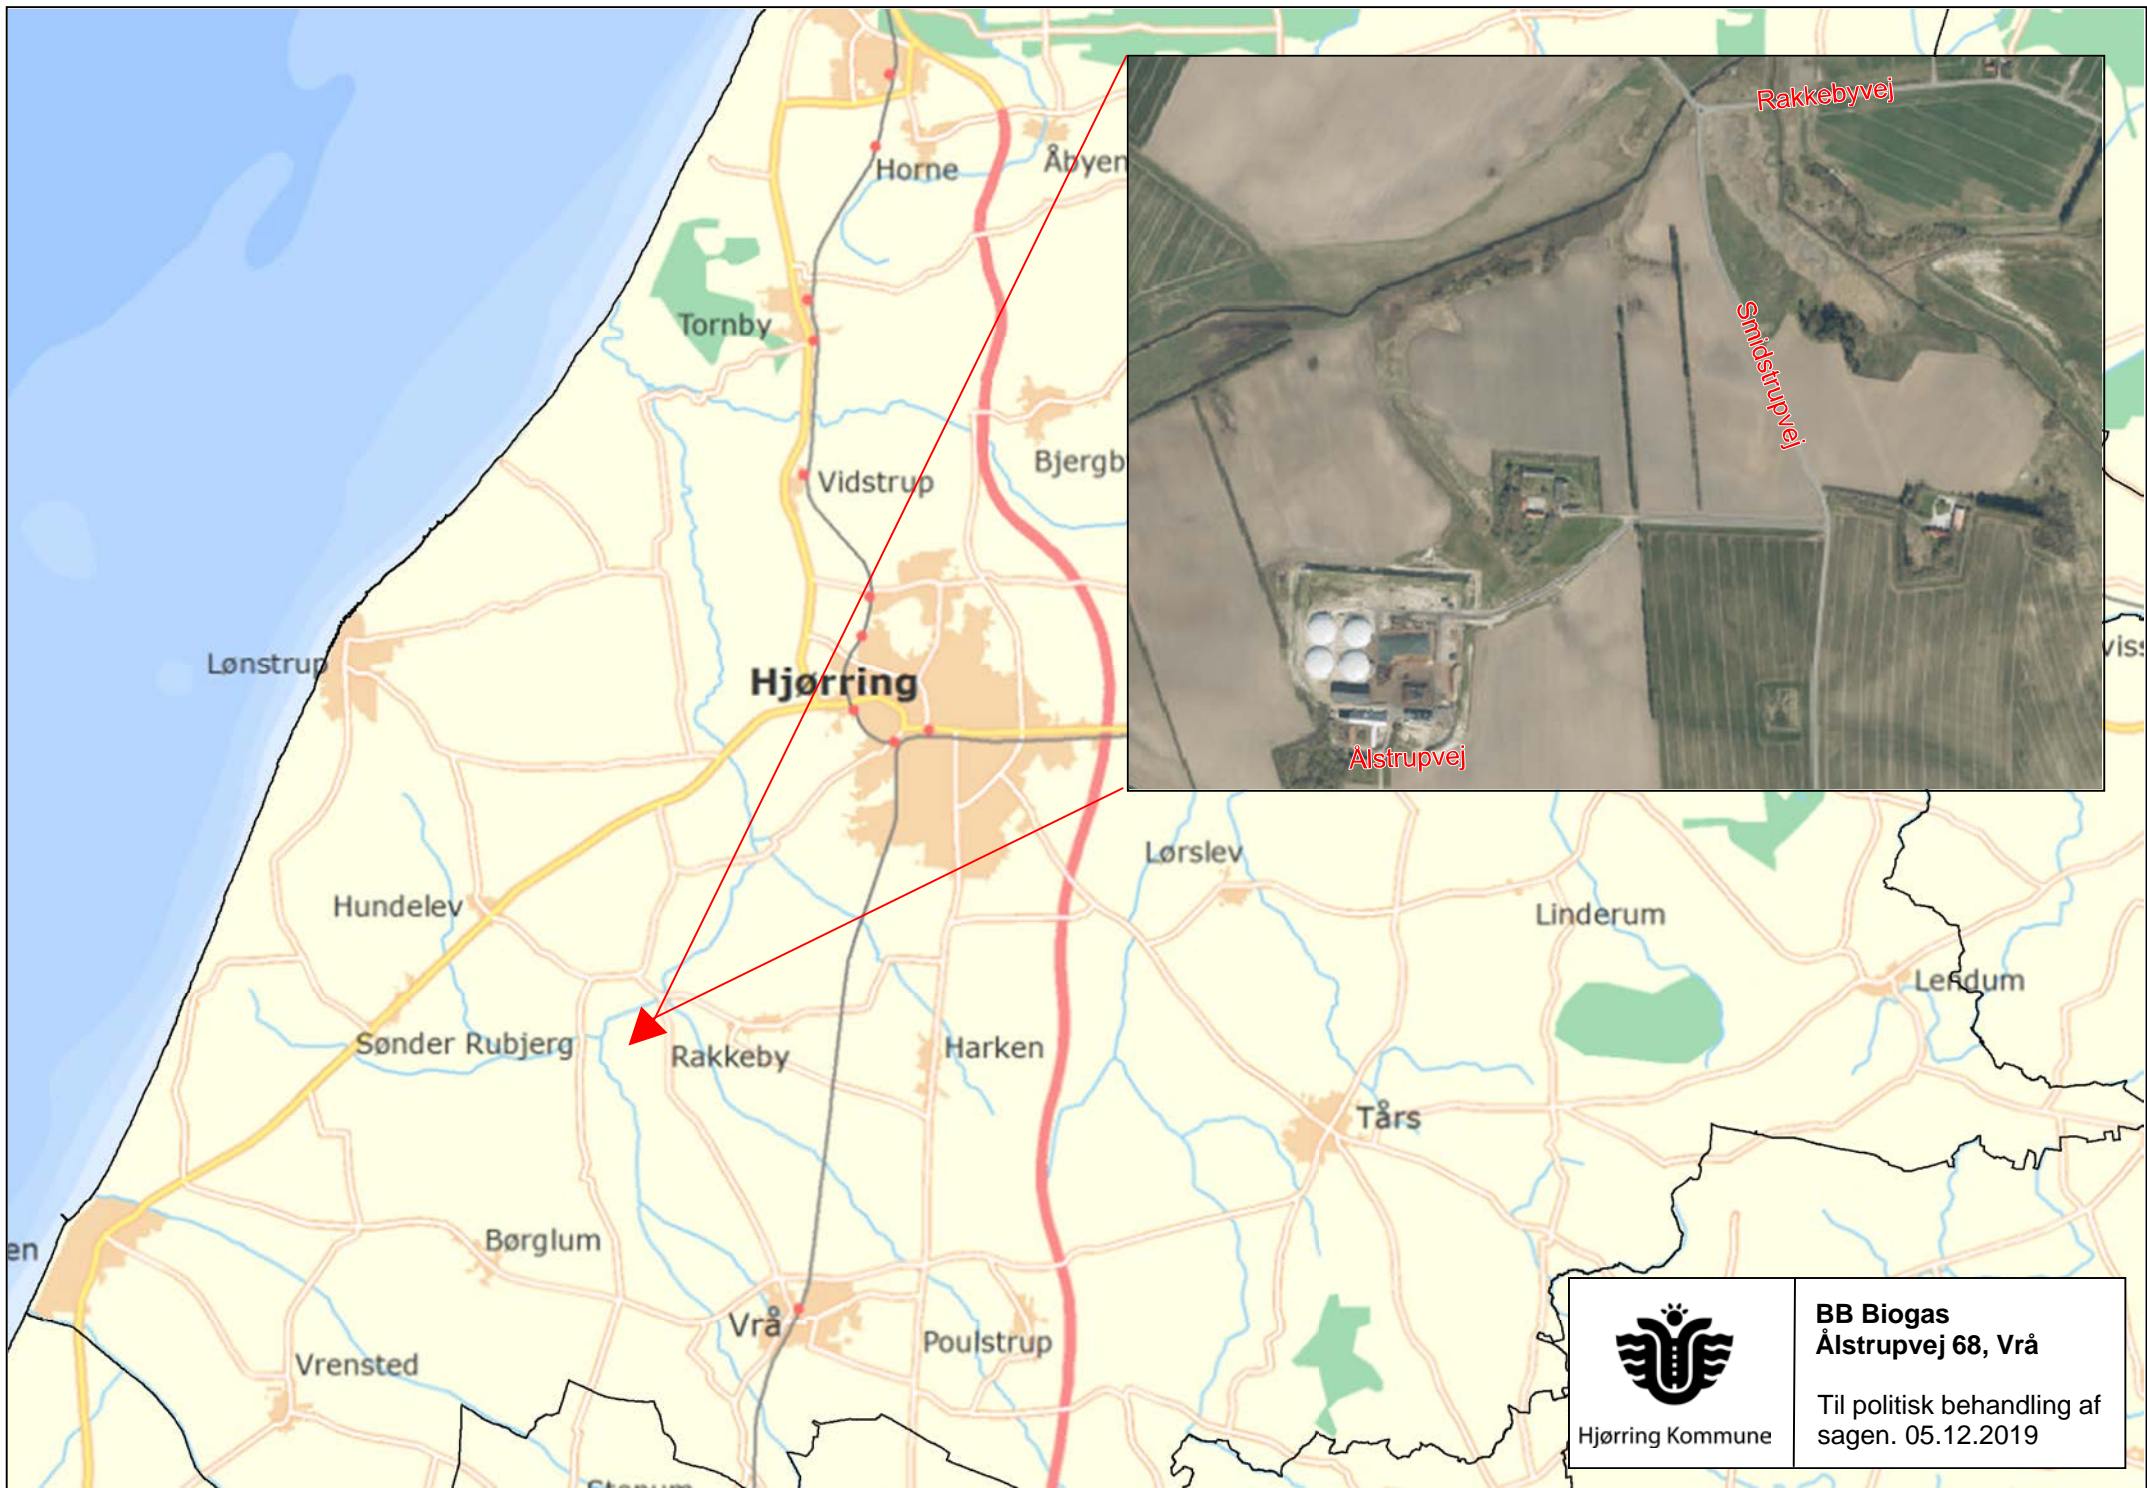 Horne
Åbyen
Rakkebyvej
Tornby
Smidstrupvej
Bjergb
Vidstrup
Lønstrup
Hjørring
Ålstrupvej
Lørslev
Hundelev
Linderum
Lendum
Sønder Rubjerg
Rakkeby
Harken
Tårs
Børglum
en
Vrå
Poulstrup
Vrensted
BB Biogas
Ålstrupvej 68, Vrå
Til politisk behandling af
sagen. 05.12.2019
Hjørring Kommune